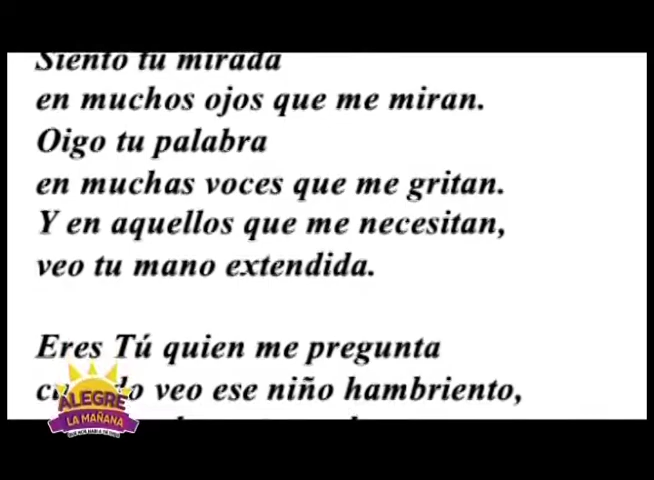 Siento tu mirada
en muchos ojos que me miran.
Oigo tu palabra
en muchas voces que me gritan.
Y en aquellos que me necesitan,
veo tu mano extendida.
Eres Tú quien me pregunta
veo ese niño hambriento,
ALEGRE
LA MAÑANA